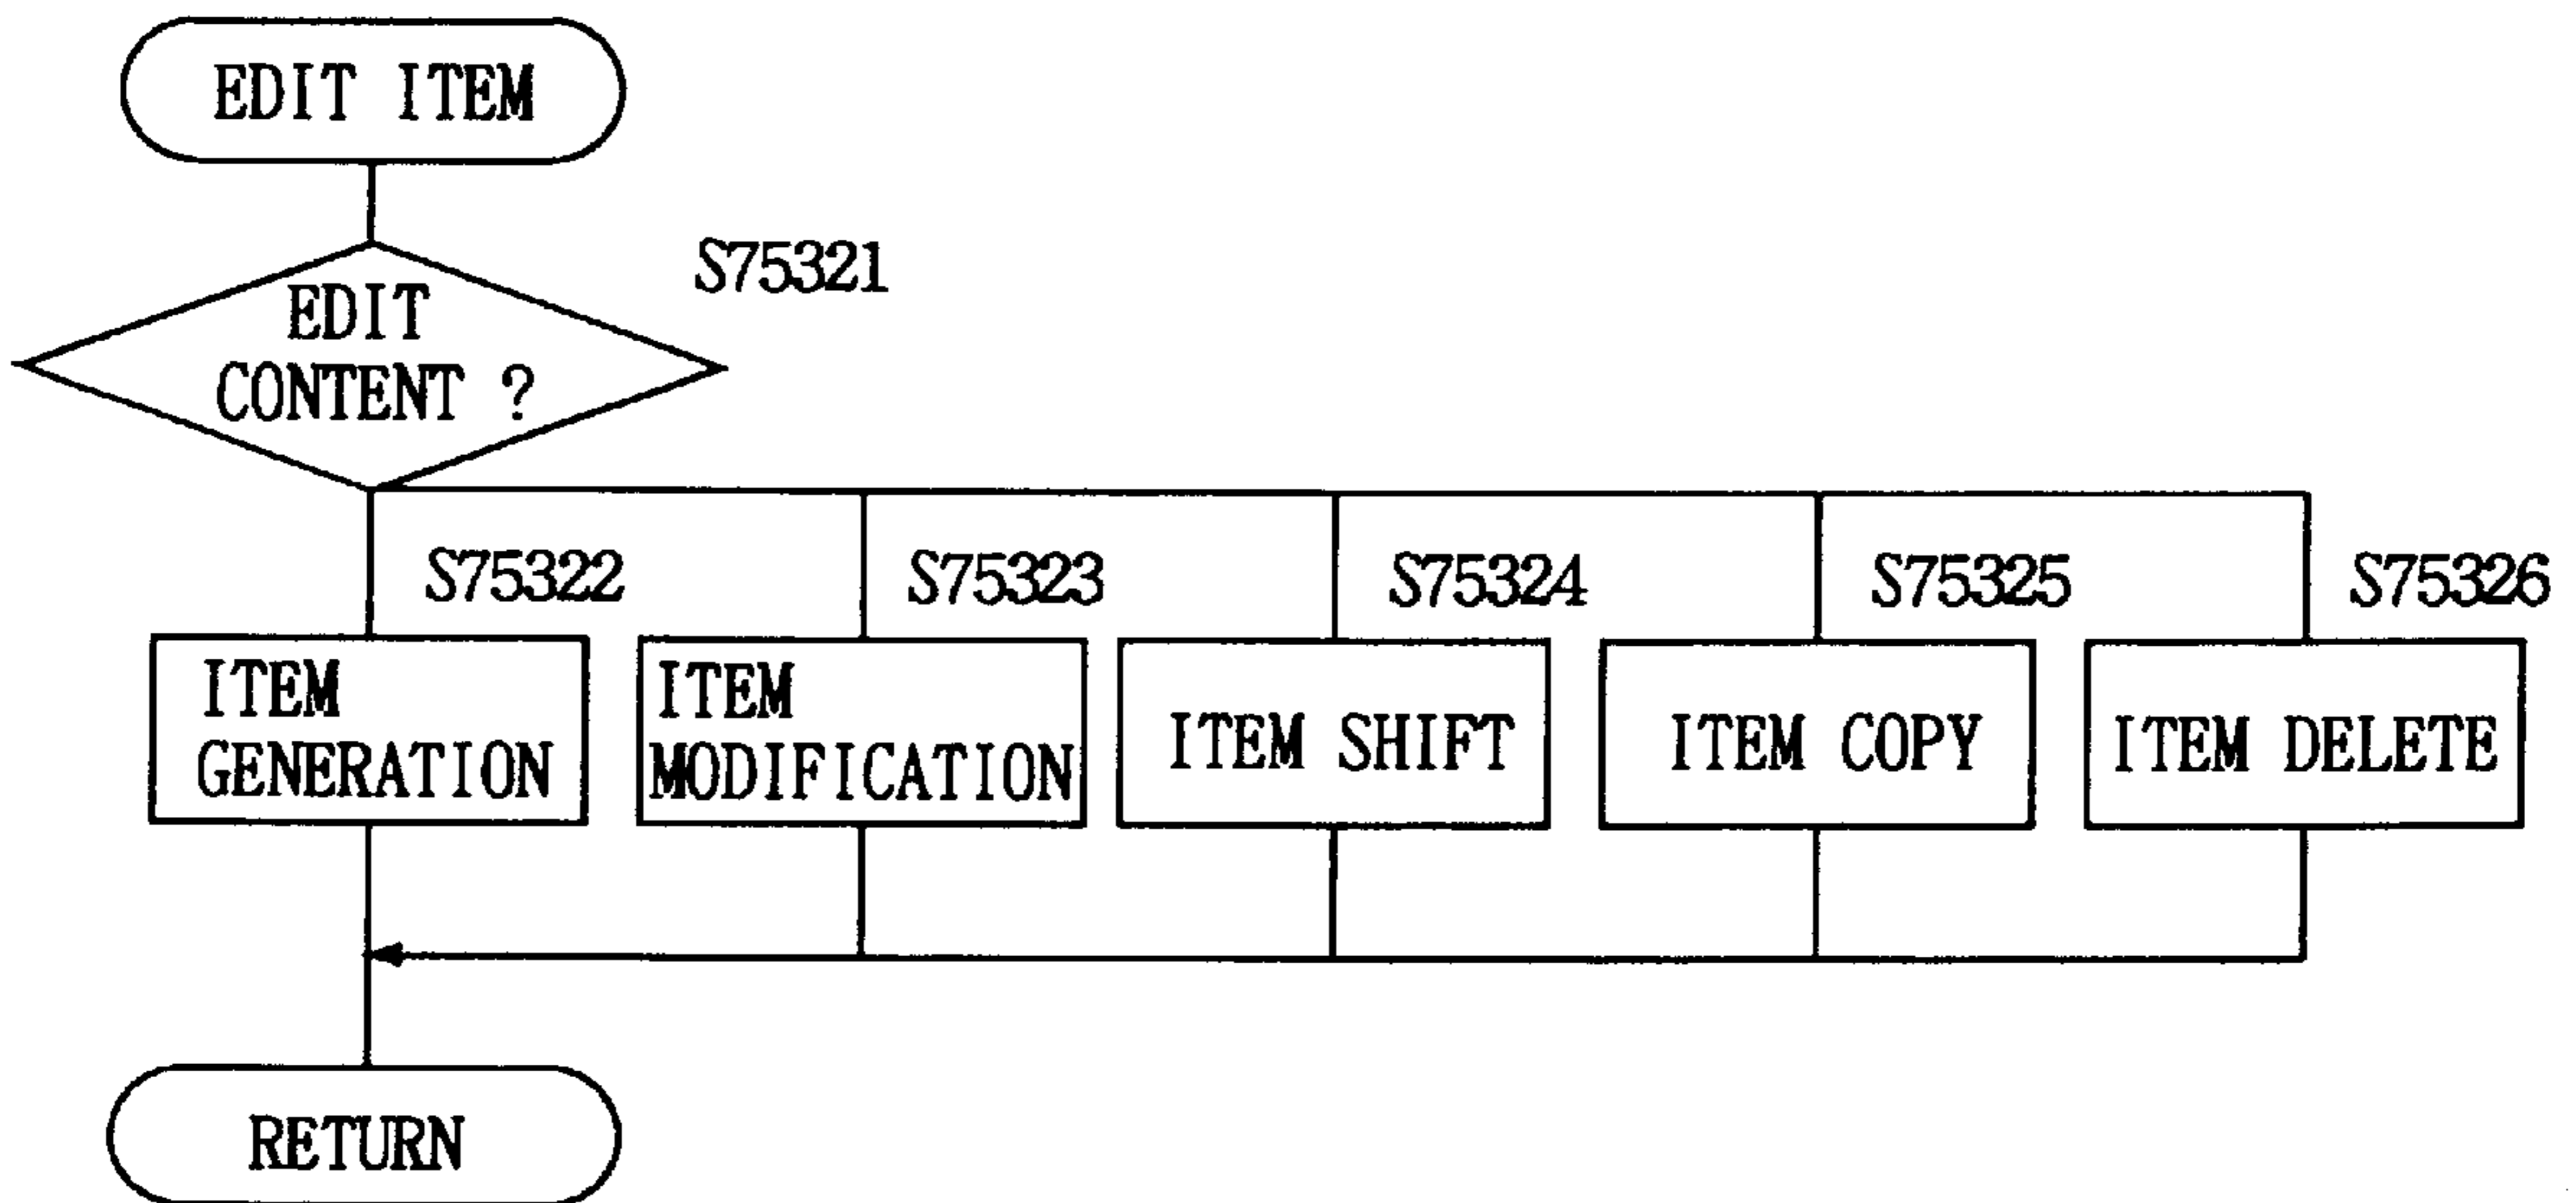 EDIT ITEM
S75321
EDIT
CONTENT ?
S75322
S75323
S75324
S75325
S75326
ITEM
GENERATION
ITEM
MODIFICATION
ITEM SHIFT
ITEM COPY
ITEM DELETE
RETURN